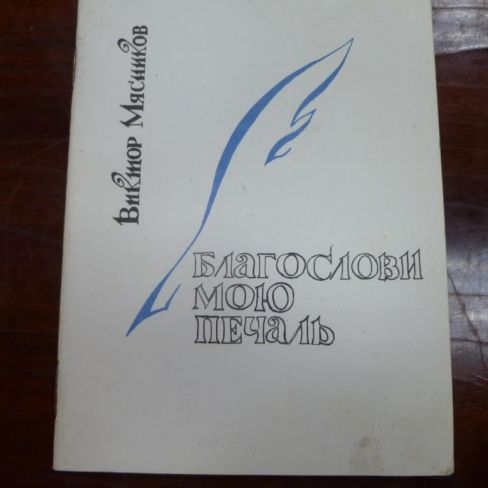 Виктор Мясников
Благослови
мою
печаль